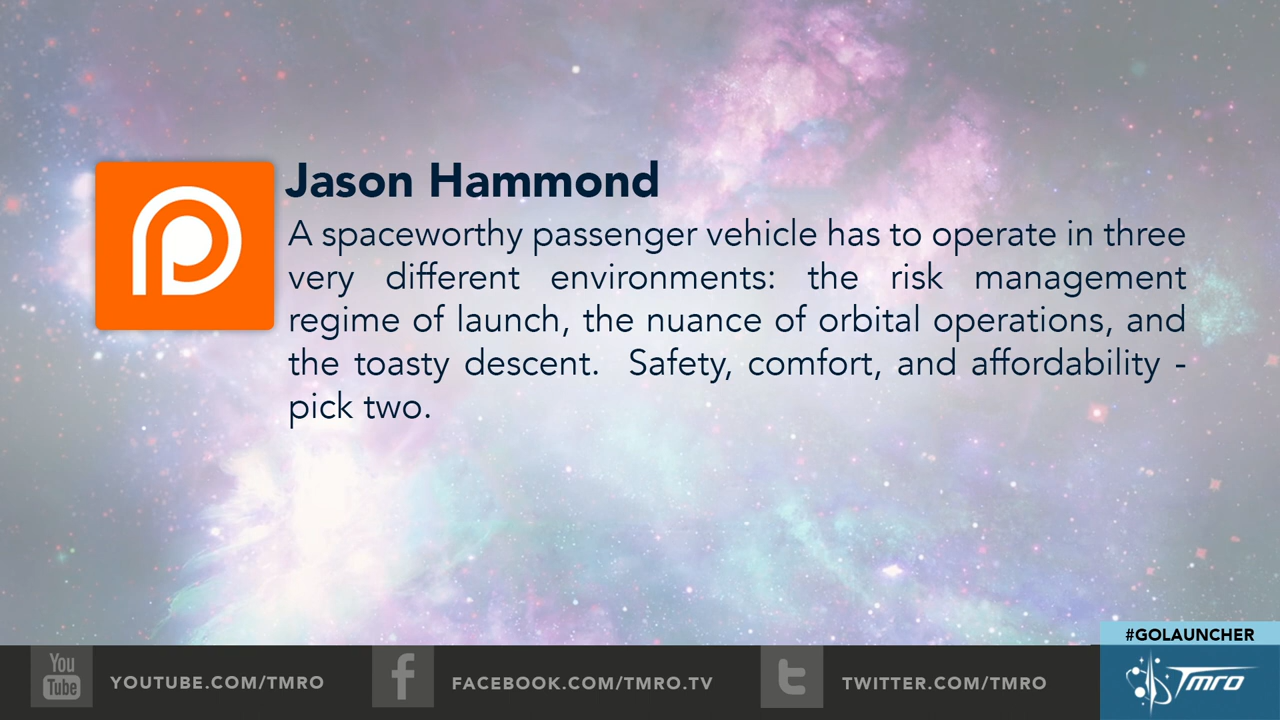 Jason Hammond
A spaceworthy passenger vehicle has to operate in three
very different environments: the risk management
regime of launch, the nuance of orbital operations, and
the toasty descent.  Safety, comfort, and affordability -
pick two.
#GOLAUNCHER
You
Tube
YOUTUBE.COM/TMRO
FACEBOOK.COM/TMRO.TV
TWITTER.COM/TMRO
Tmro